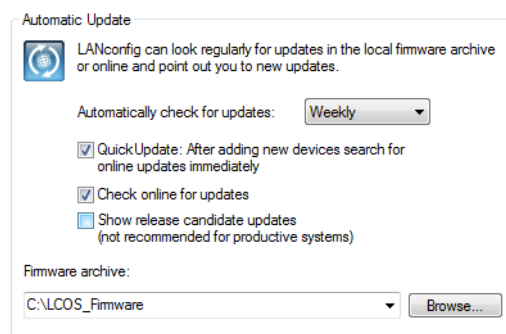 Automatic Update
LANconfig can look regularly for updates in the local firmware archive
or online and point out you to new updates.
Automatically check for updates: Weekly
QuickUpdate: After adding new devices search for
online updates immediately
Check online for updates
Show release candidate updates
(not recommended for productive systems)
Firmware archive:
C:\LCOS_Firmware Browse...